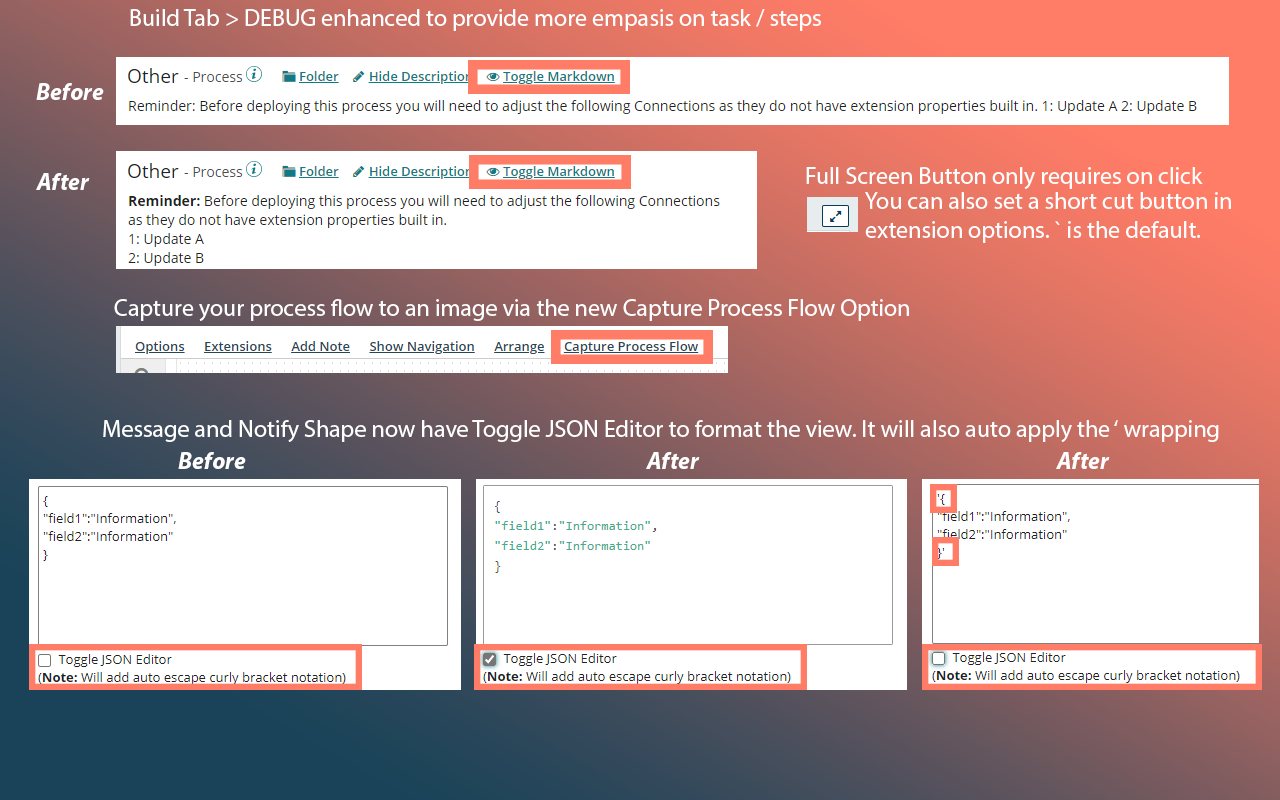 Build Tab > DEBUG enhanced to provide more empasis on task / steps
Before
Other - Process i Folder Hide Description Toggle Markdown
Reminder: Before deploying this process you will need to adjust the following Connections as they do not have extension properties built in. 1: Update A 2: Update B
After
Other - Process i Folder Hide Description Toggle Markdown
Reminder: Before deploying this process you will need to adjust the following Connections
as they do not have extension properties built in.
1: Update A
2: Update B
Full Screen Button only requires on click
You can also set a short cut button in
extension options. ` is the default.
Capture your process flow to an image via the new Capture Process Flow Option
Options Extensions Add Note Show Navigation Arrange Capture Process Flow
Message and Notify Shape now have Toggle JSON Editor to format the view. It will also auto apply the ‘ wrapping
Before
{
"field1":"Information",
"field2":"Information"
}
Toggle JSON Editor
(Note: Will add auto escape curly bracket notation)
After
{
"field1":"Information",
"field2":"Information"
}
Toggle JSON Editor
(Note: Will add auto escape curly bracket notation)
After
'{
"field1":"Information",
"field2":"Information"
}'
Toggle JSON Editor
(Note: Will add auto escape curly bracket notation)